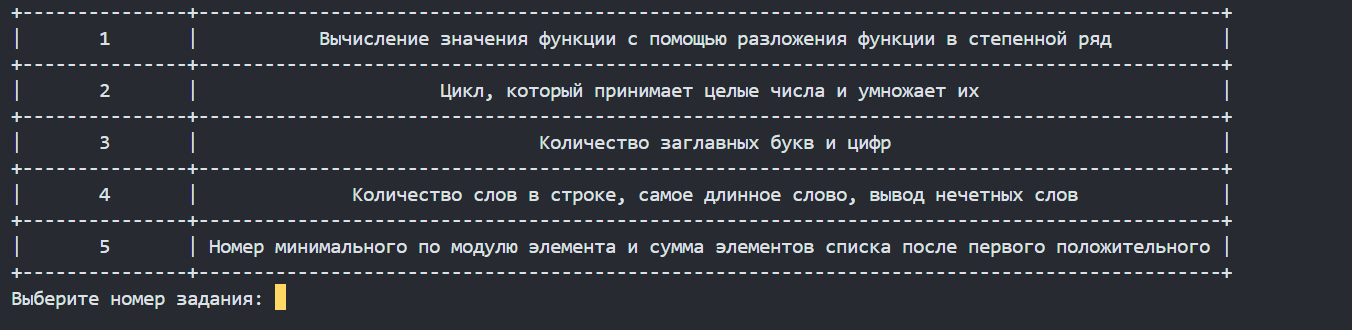 1 Вычисление значения функции с помощью разложения функции в степенной ряд
2 Цикл, который принимает целые числа и умножает их
3 Количество заглавных букв и цифр
4 Количество слов в строке, самое длинное слово, вывод нечетных слов
5 Номер минимального по модулю элемента и сумма элементов списка после первого положительного
Выберите номер задания: